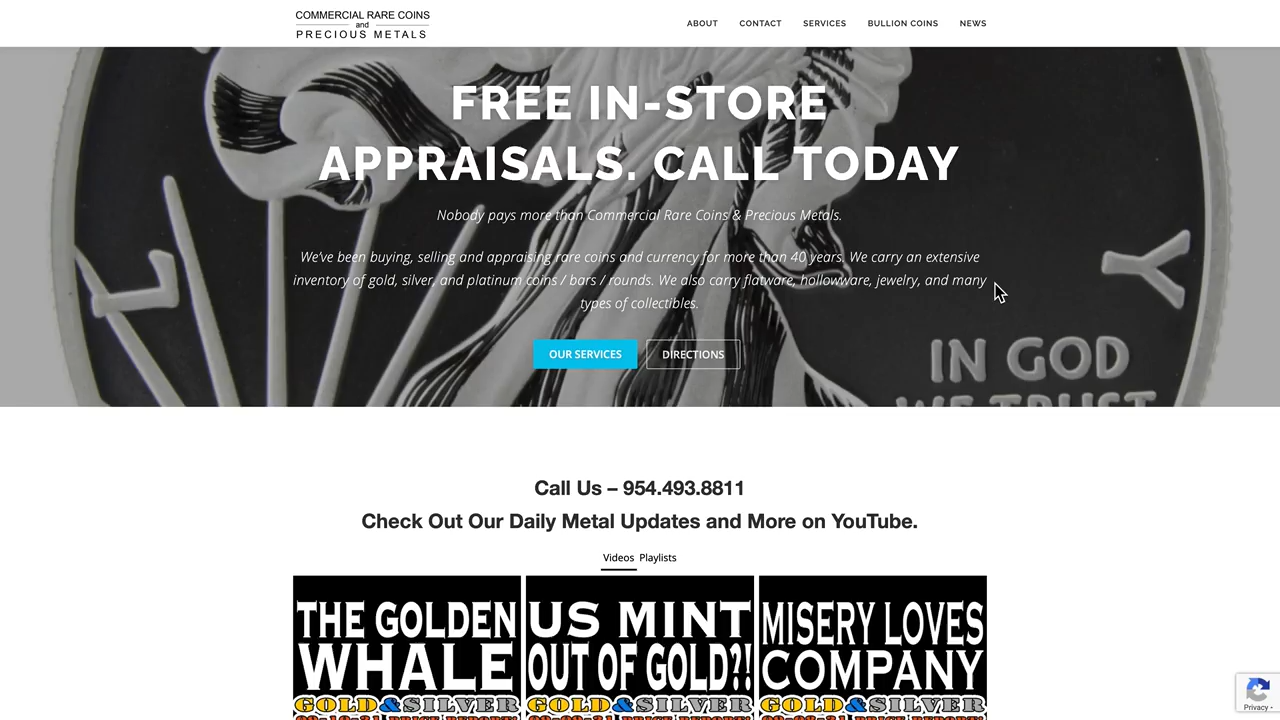 COMMERCIAL RARE COINS
and
PRECIOUS METALS
ABOUT CONTACT SERVICES BULLION COINS NEWS
FREE IN-STORE
APPRAISALS. CALL TODAY
Nobody pays more than Commercial Rare Coins & Precious Metals.
We've been buying, selling and appraising rare coins and currency for more than 40 years. We carry an extensive
inventory of gold, silver, and platinum coins / bars / rounds. We also carry flatware, hollowware, jewelry, and many
types of collectibles.
OUR SERVICES DIRECTIONS
L
Y
IN GOD
WE TRUST
Call Us – 954.493.8811
Check Out Our Daily Metal Updates and More on YouTube.
Videos Playlists
THE GOLDEN
WHALE
GOLD&SILVER
US MINT
OUT OF GOLD?!
GOLD&SILVER
MISERY LOVES
COMPANY
GOLD&SILVER
Privacy -